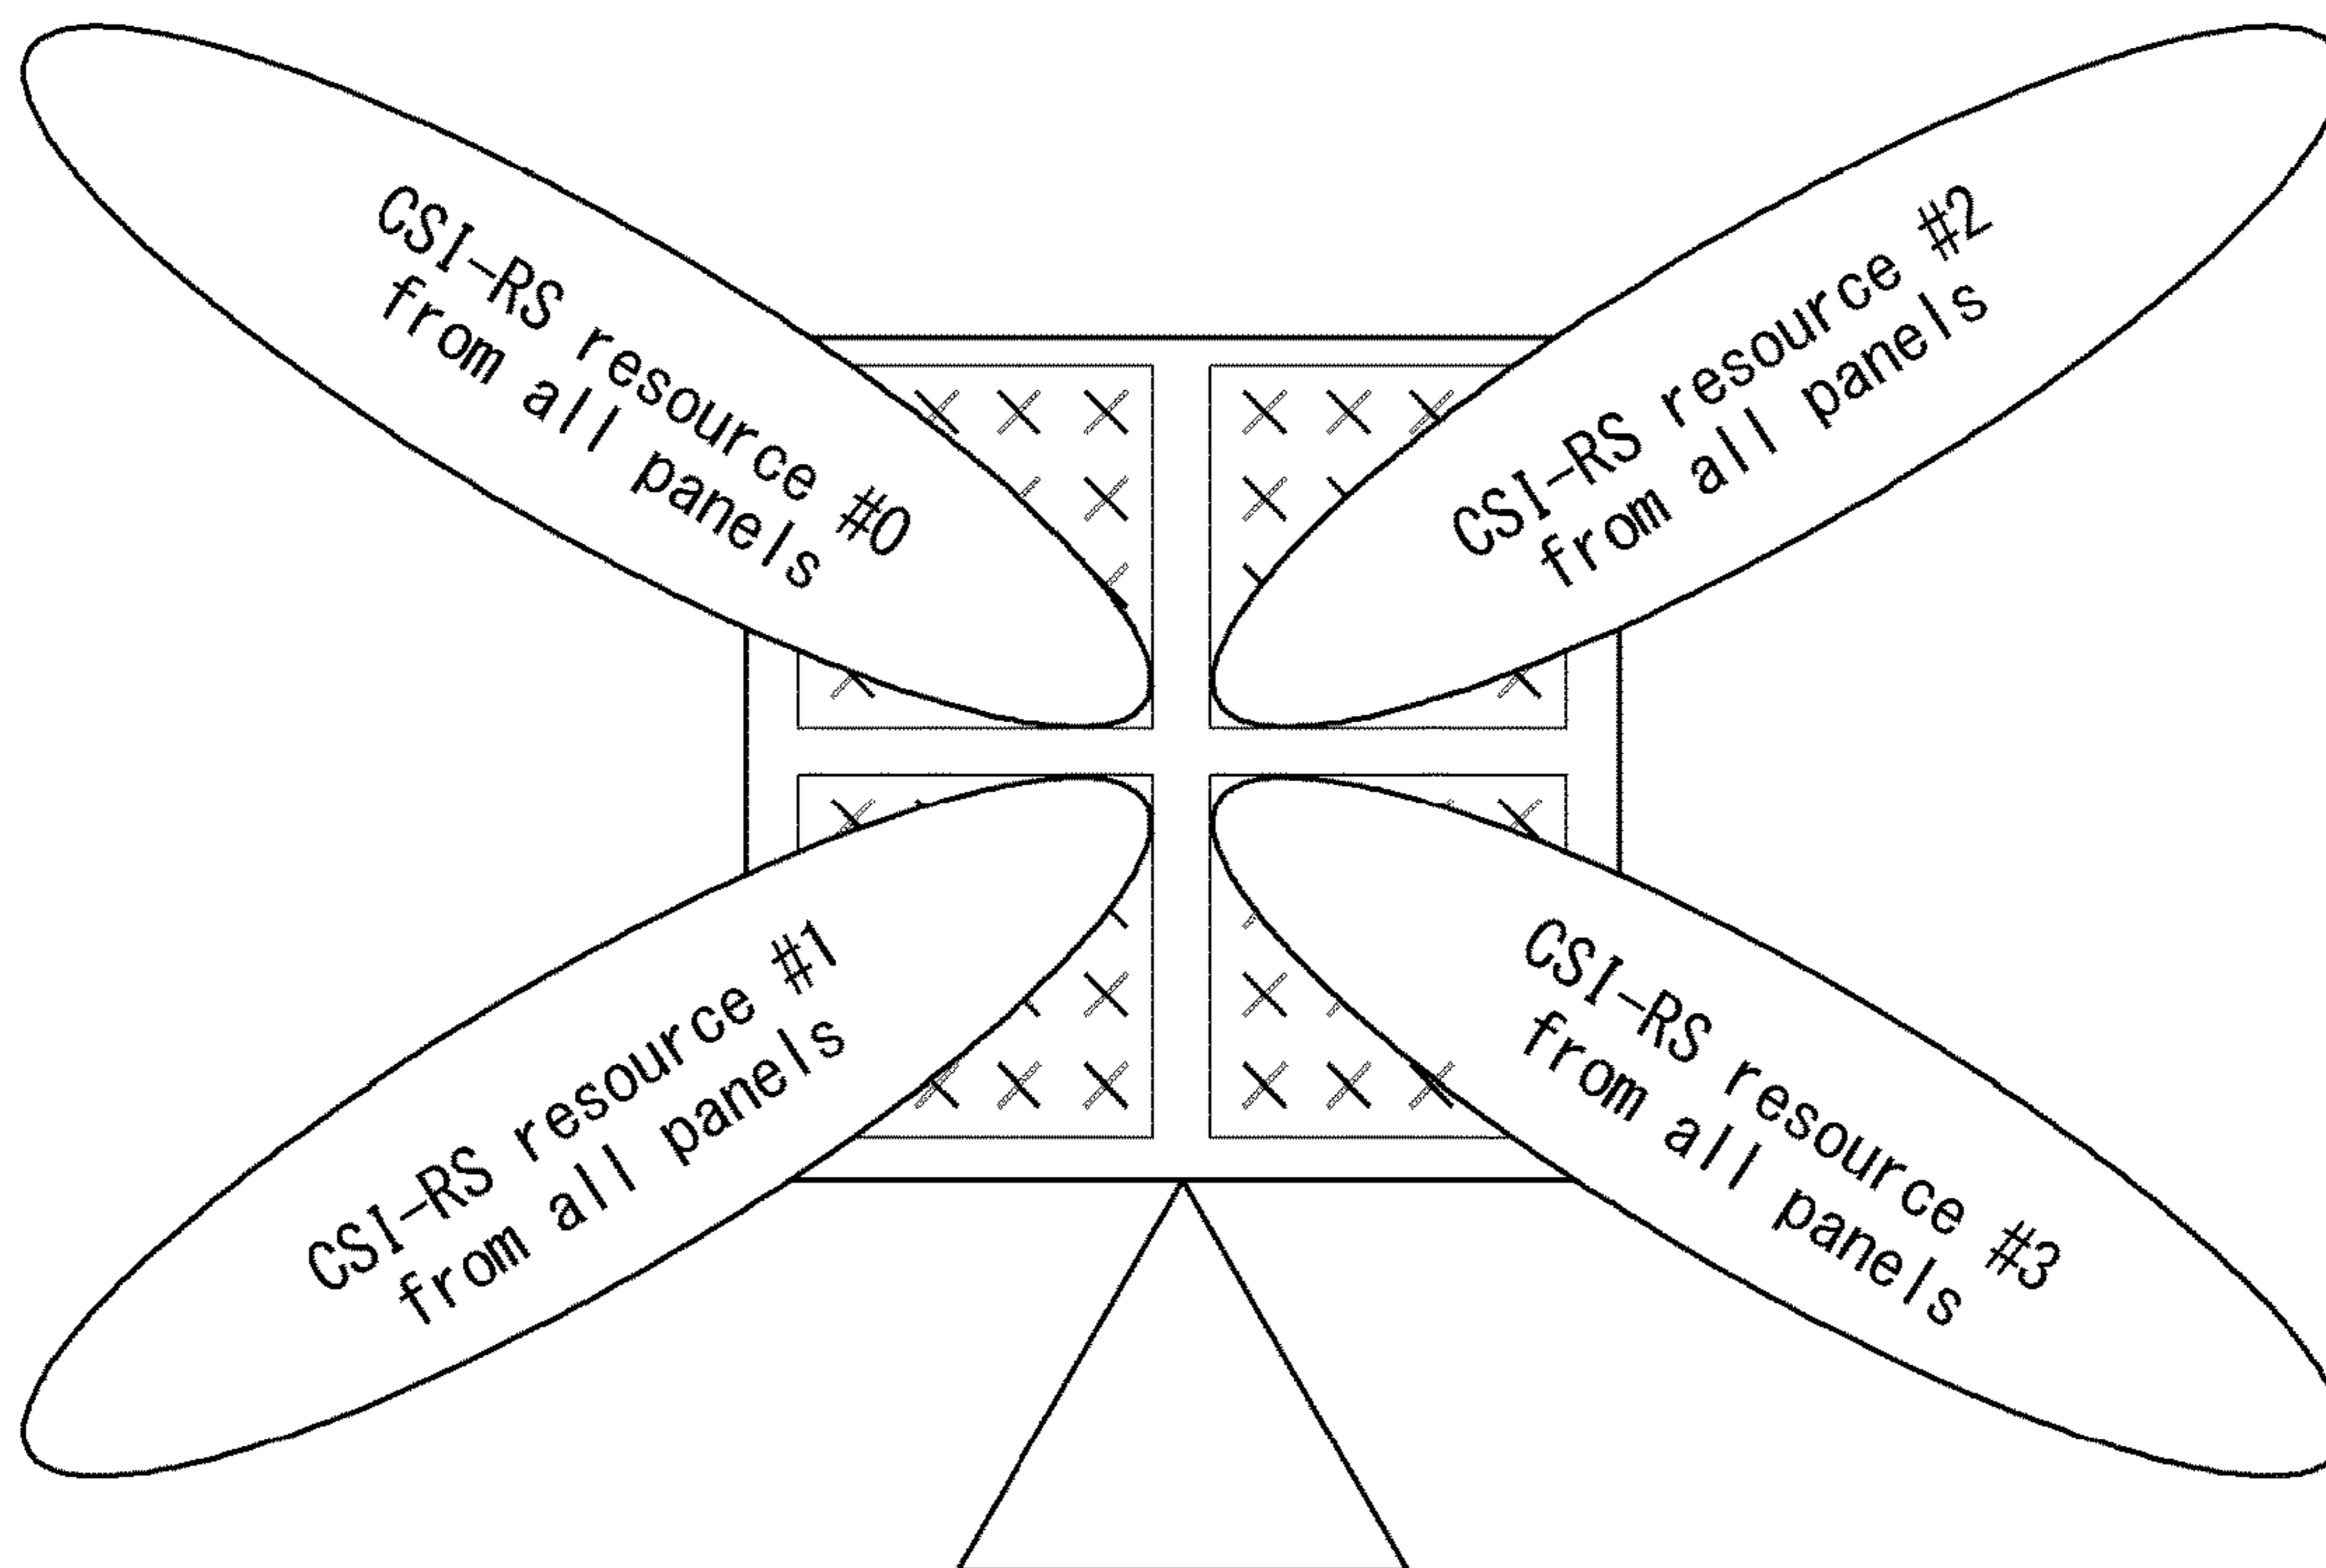 CSI-RS resource #0
from all panels
CSI-RS resource #2
from all panels
CSI-RS resource #1
from all panels
CSI-RS resource #3
from all panels